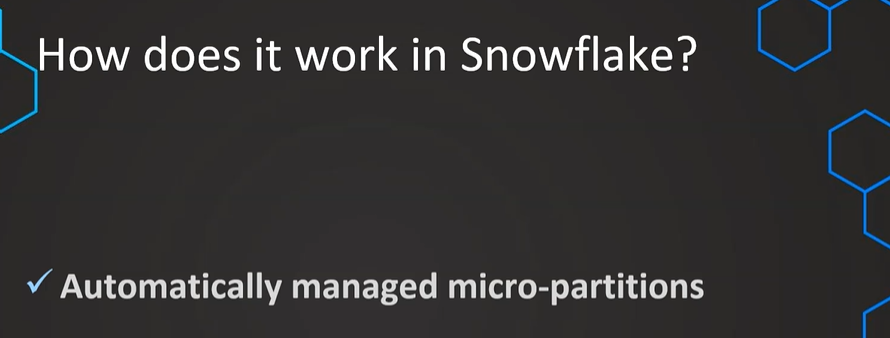 How does it work in Snowflake?
✓ Automatically managed micro-partitions